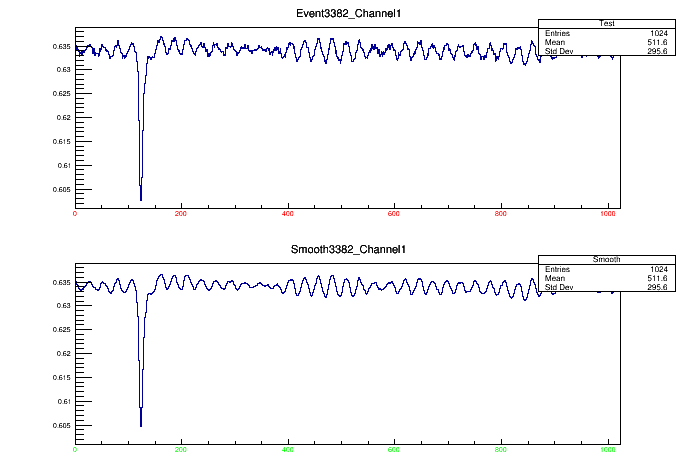 Event3382_Channel1
Test
Entries 1024
Mean 511.6
Std Dev 295.6
0.635
0.63
0.625
0.62
0.615
0.61
0.605
0 200 400 600 800 1000
Smooth3382_Channel1
Smooth
Entries 1024
Mean 511.6
Std Dev 295.6
0.635
0.63
0.625
0.62
0.615
0.61
0.605
0 200 400 600 800 1000